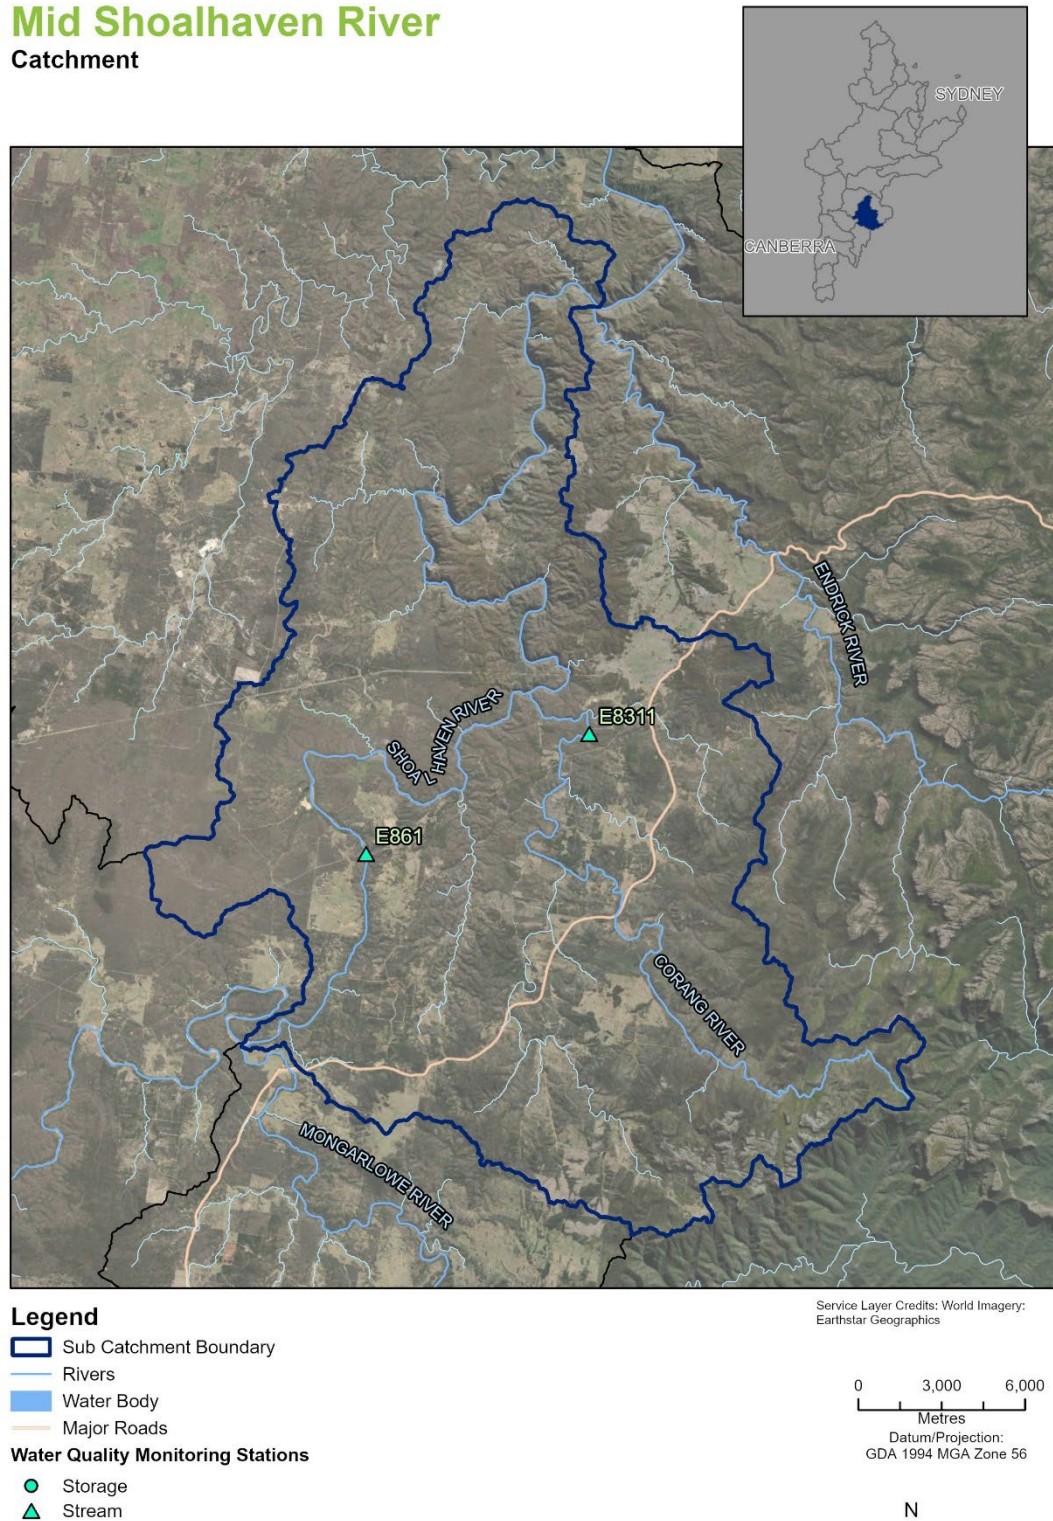 Mid Shoalhaven River
Catchment
SYDNEY
CANBERRA
ENDRICK RIVER
SHOALHAVEN RIVER
E8311
E861
CORANG RIVER
MONGARLOWE RIVER
Legend
Sub Catchment Boundary
Rivers
Water Body
Major Roads
Water Quality Monitoring Stations
Storage
Stream
Service Layer Credits: World Imagery:
Earthstar Geographics
0 3,000 6,000
Metres
Datum/Projection:
GDA 1994 MGA Zone 56
N